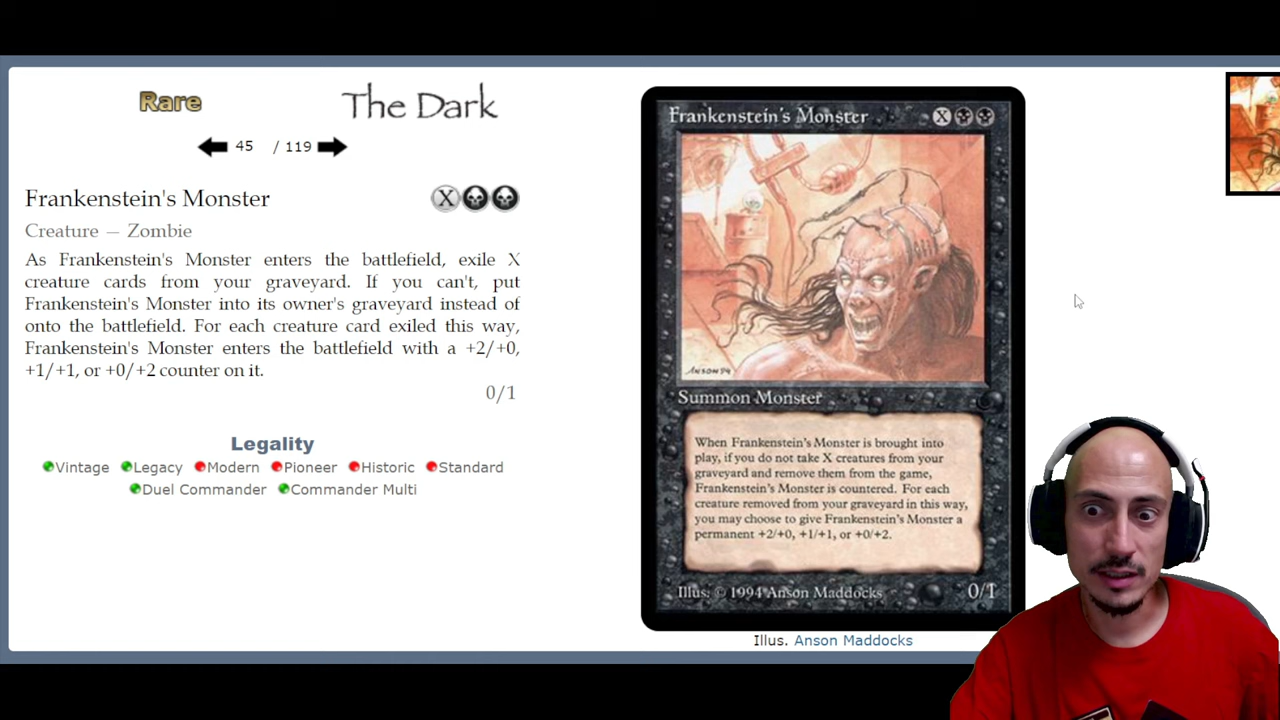 Rare
The Dark
45 / 119
Frankenstein's Monster
X
Creature — Zombie
As Frankenstein's Monster enters the battlefield, exile X
creature cards from your graveyard. If you can't, put
Frankenstein's Monster into its owner's graveyard instead of
onto the battlefield. For each creature card exiled this way,
Frankenstein's Monster enters the battlefield with a +2/+0,
+1/+1, or +0/+2 counter on it.
0/1
Legality
Vintage Legacy Modern Pioneer Historic Standard
Duel Commander Commander Multi
Frankenstein's Monster X
ANSON94
Summon Monster
When Frankenstein's Monster is brought into
play, if you do not take X creatures from your
graveyard and remove them from the game,
Frankenstein's Monster is countered. For each
creature removed from your graveyard in this way,
you may choose to give Frankenstein's Monster a
permanent +2/+0, +1/+1, or +0/+2.
Illus. © 1994 Anson Maddocks 0/1
Illus. Anson Maddocks